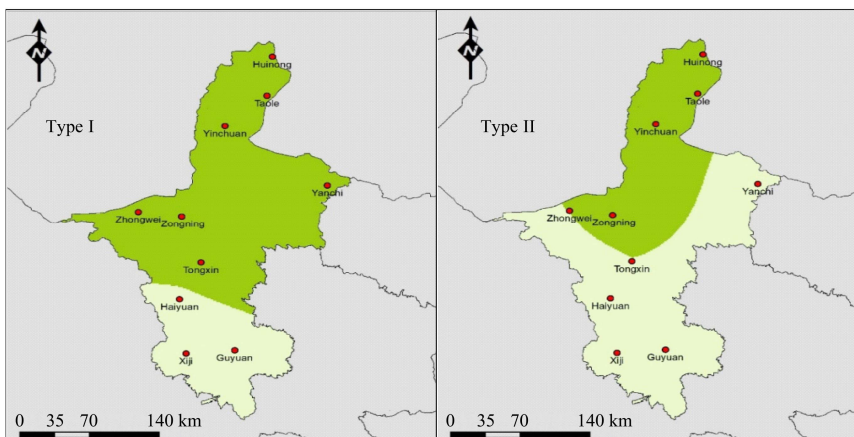 N
Huinong
Taole
Type I
Yinchuan
Yanchi
Zhongwei
Zongning
Tongxin
Haiyuan
Xiji
Guyuan
0 35 70 140 km
N
Huinong
Taole
Type II
Yinchuan
Yanchi
Zhongwei
Zongning
Tongxin
Haiyuan
Xiji
Guyuan
0 35 70 140 km